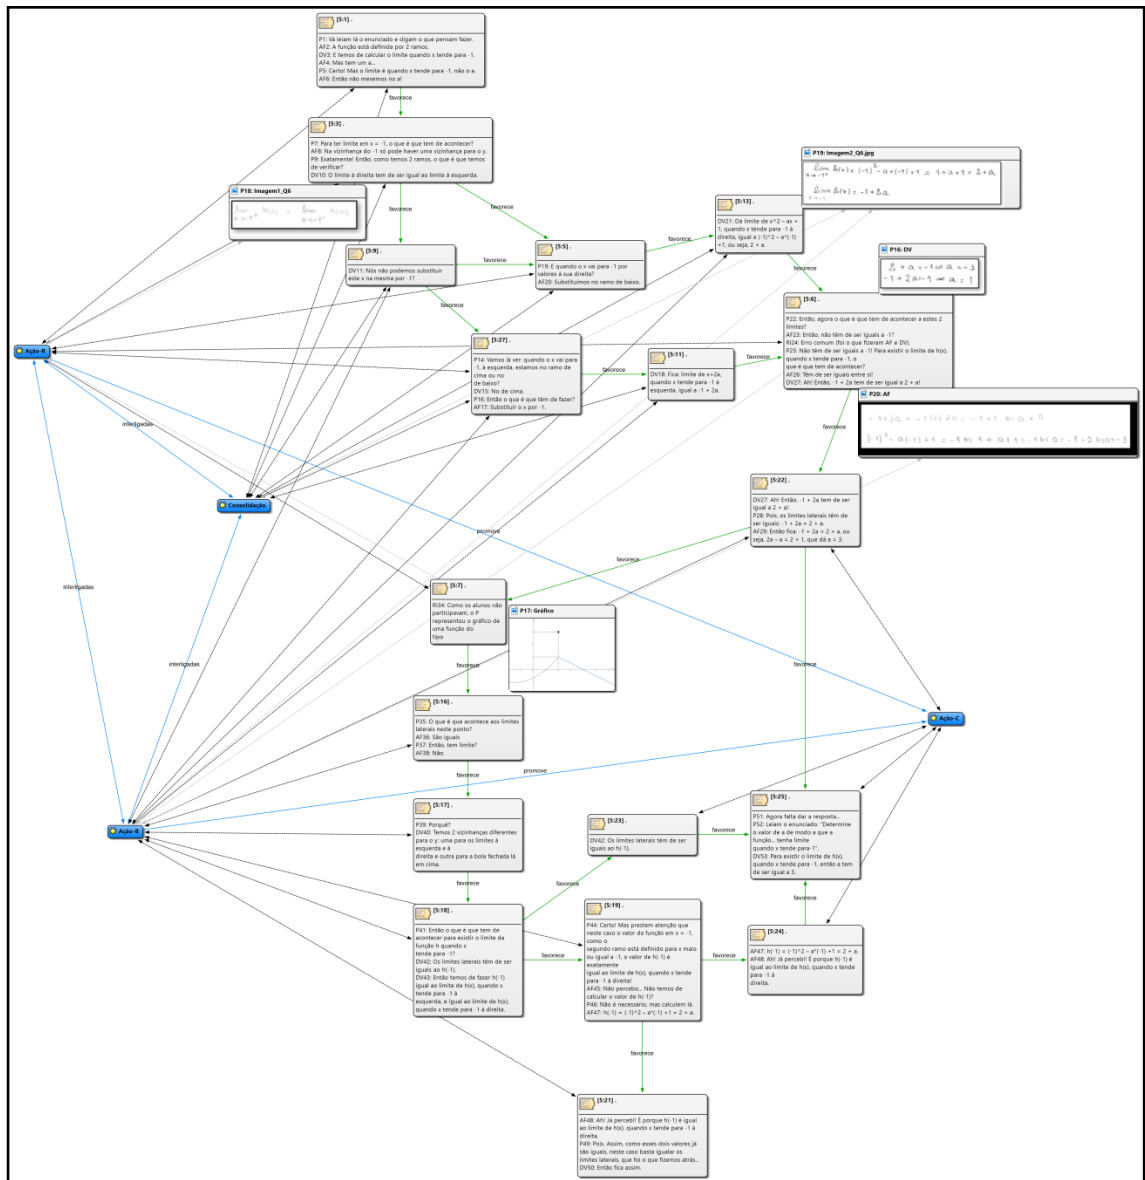 [5:1] .
P1: Vá leiam lá o enunciado e digam o que pensam fazer.
AF2: A função está definida por 2 ramos.
DV3: E temos de calcular o limite quando x tende para -1.
AF4: Mas tem um a...
P5: Certo! Mas o limite é quando x tende para -1, não o a.
AF6: Então não mexemos no a!
favorece
[5:3] .
P7: Para ter limite em x = -1, o que é que tem de acontecer?
AF8: Na vizinhança do -1 só pode haver uma vizinhança para o y.
P9: Exatamente! Então, como temos 2 ramos, o que é que temos
de verificar?
DV10: O limite à direita tem de ser igual ao limite à esquerda.
P19: Imagem2_Q6.jpg
lim h(x) = (-1)² - a×(-1)+1 = 1+a+1 = 2+a
x→-1⁺
lim h(x) = -1+2a
x→-1⁻
P18: Imagem1_Q6
[5:13] .
DV21: Dá limite de x^2 – ax +
1, quando x tende para -1 à
direita, igual a (-1)^2 – a*(-1)
+1, ou seja, 2 + a.
favorece
favorece
favorece
[5:9] .
DV11: Nós não podemos substituir
este x na mesma por -1?
favorece
[5:5] .
P19: E quando o x vai para -1 por
valores à sua direita?
AF20: Substituímos no ramo de baixo.
P16: DV
2 + a = -1 ⇔ a = -3
-1 + 2a = -1 ⇔ a = 1
favorece
favorece
[5:6] .
P22: Então, agora o que é que tem de acontecer a estes 2
limites?
AF23: Então, não têm de ser iguais a -1?
RI24: Erro comum (foi o que fizeram AF e DV).
P25: Não têm de ser iguais a -1! Para existir o limite de h(x),
quando x tende para -1, o
que é que tem de acontecer?
AF26: Têm de ser iguais entre si!
DV27: Ah! Então, -1 + 2a tem de ser igual a 2 + a!
[5:27] .
P14: Vamos lá ver: quando o x vai para
-1, à esquerda, estamos no ramo de
cima ou no
de baixo?
DV15: No de cima.
P16: Então o que é que têm de fazer?
AF17: Substituir o x por -1.
favorece
[5:11] .
DV18: Fica: limite de x+2a,
quando x tende para -1 à
esquerda, igual a -1 + 2a.
favorece
Ação-R
P20: AF
favorece
interligadas
[5:22] .
DV27: Ah! Então, -1 + 2a tem de ser
igual a 2 + a!
P28: Pois, os limites laterais têm de
ser iguais: -1 + 2a = 2 + a.
AF29: Então fica: -1 + 2a = 2 + a, ou
seja, 2a – a = 2 + 1, que dá a = 3.
Consolidação
promove
favorece
interligadas
[5:7] .
RI34: Como os alunos não
participavam, o P
representou o gráfico de
uma função do
tipo
P17: Gráfico
interligadas
favorece
favorece
[5:16] .
P35: O que é que acontece aos limites
laterais neste ponto?
AF36: São iguais
P37: Então, tem limite?
AF38: Não.
Ação-C
promove
favorece
[5:17] .
P39: Porquê?
DV40: Temos 2 vizinhanças diferentes
para o y: uma para os limites à
esquerda e à
direita e outra para a bola fechada lá
em cima.
Ação-B
[5:23] .
DV42: Os limites laterais têm de ser
iguais ao h(-1).
favorece
[5:25] .
P51: Agora falta dar a resposta...
P52: Leiam o enunciado: "Determine
o valor de a de modo a que a
função... tenha limite
quando x tende para-1".
DV53: Para existir o limite de h(x),
quando x tende para -1, então a tem
de ser igual a 3.
favorece
favorece
favorece
[5:18] .
P41: Então o que é que tem de
acontecer para existir o limite da
função h quando x
tende para -1?
DV42: Os limites laterais têm de ser
iguais ao h(-1).
DV43: Então temos de fazer h(-1)
igual ao limite de h(x), quando x
tende para -1 à
esquerda, e igual ao limite de h(x),
quando x tende para -1 à direita.
favorece
[5:19] .
P44: Certo! Mas prestem atenção que
neste caso o valor da função em x = -1,
como o
segundo ramo está definido para x maio
ou igual a -1, o valor de h(-1) é
exatamente
igual ao limite de h(x), quando x tende
para -1 à direita!
AF45: Não percebo... Não temos de
calcular o valor de h(-1)?
P46: Não é necessário, mas calculem lá.
AF47: h(-1) = (-1)^2 – a*(-1) +1 = 2 + a.
favorece
[5:24] .
AF47: h(-1) = (-1)^2 – a*(-1) +1 = 2 + a.
AF48: Ah! Já percebi! É porque h(-1) é
igual ao limite de h(x), quando x tende
para -1 à
direita.
favorece
[5:21] .
AF48: Ah! Já percebi! É porque h(-1) é igual
ao limite de h(x), quando x tende para -1 à
direita.
P49: Pois. Assim, como esses dois valores já
são iguais, neste caso basta igualar os
limites laterais, que foi o que fizemos atrás...
DV50: Então fica assim.